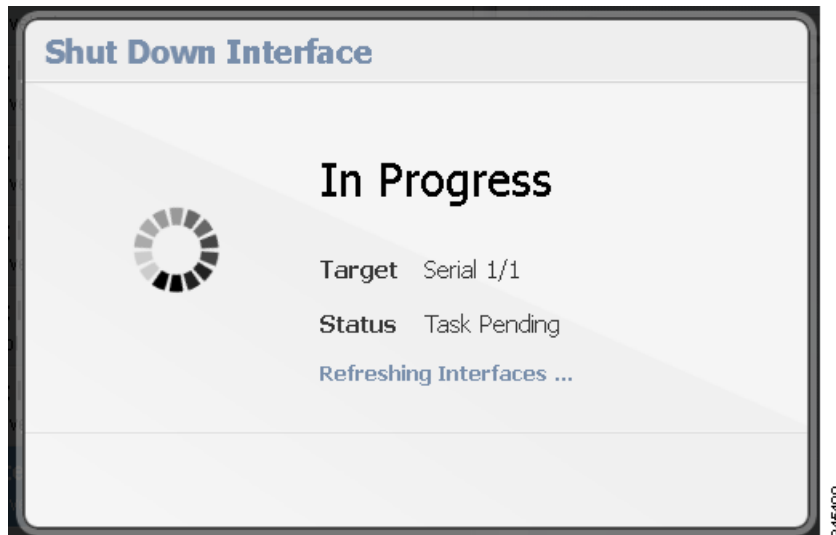 Shut Down Interface
In Progress
Target Serial 1/1
Status Task Pending
Refreshing Interfaces ...